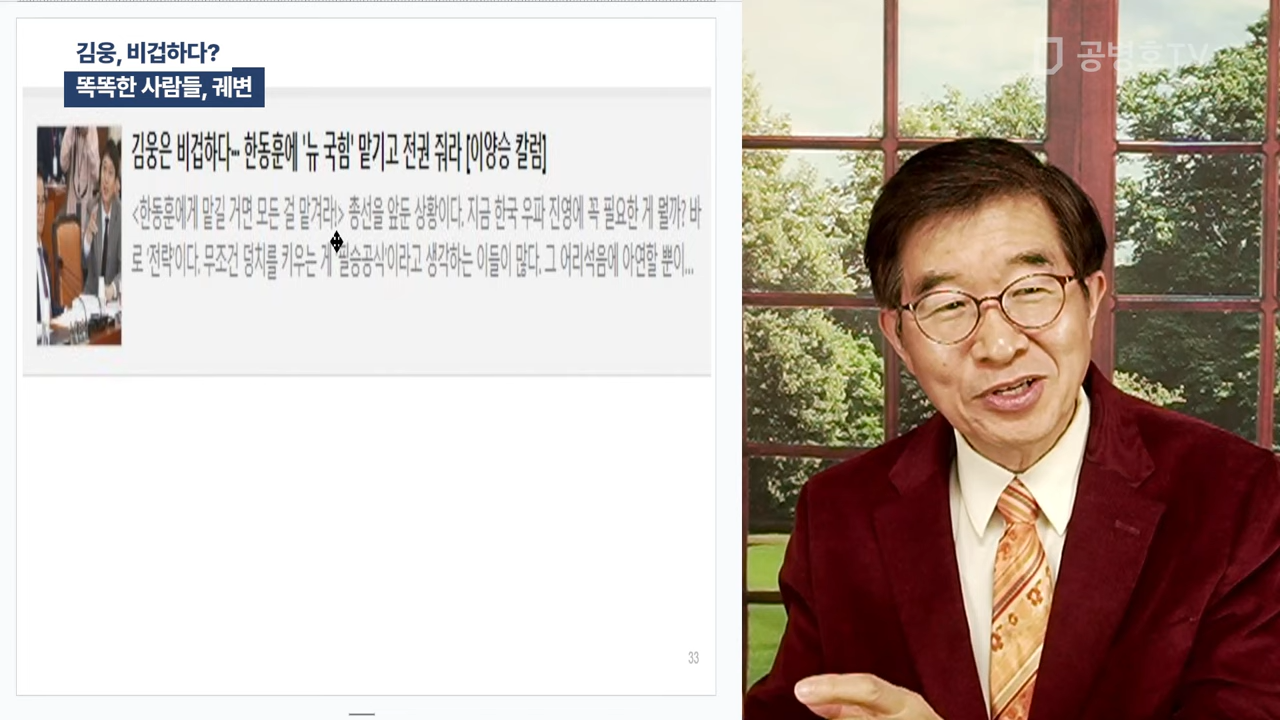 김웅, 비겁하다?
똑똑한 사람들, 궤변
공병호TV
김웅은 비겁하다… 한동훈에 '뉴 국힘' 맡기고 전권 줘라 [이양승 칼럼]
<한동훈에게 맡길 거면 모든 걸 맡겨라!> 총선을 앞둔 상황이다. 지금 한국 우파 진영에 꼭 필요한 게 뭘까? 바
로 '전략'이다. 무조건 덩치를 키우는 게 '필승공식'이라고 생각하는 이들이 많다. 그 어리석음에 아연할 뿐이...
33